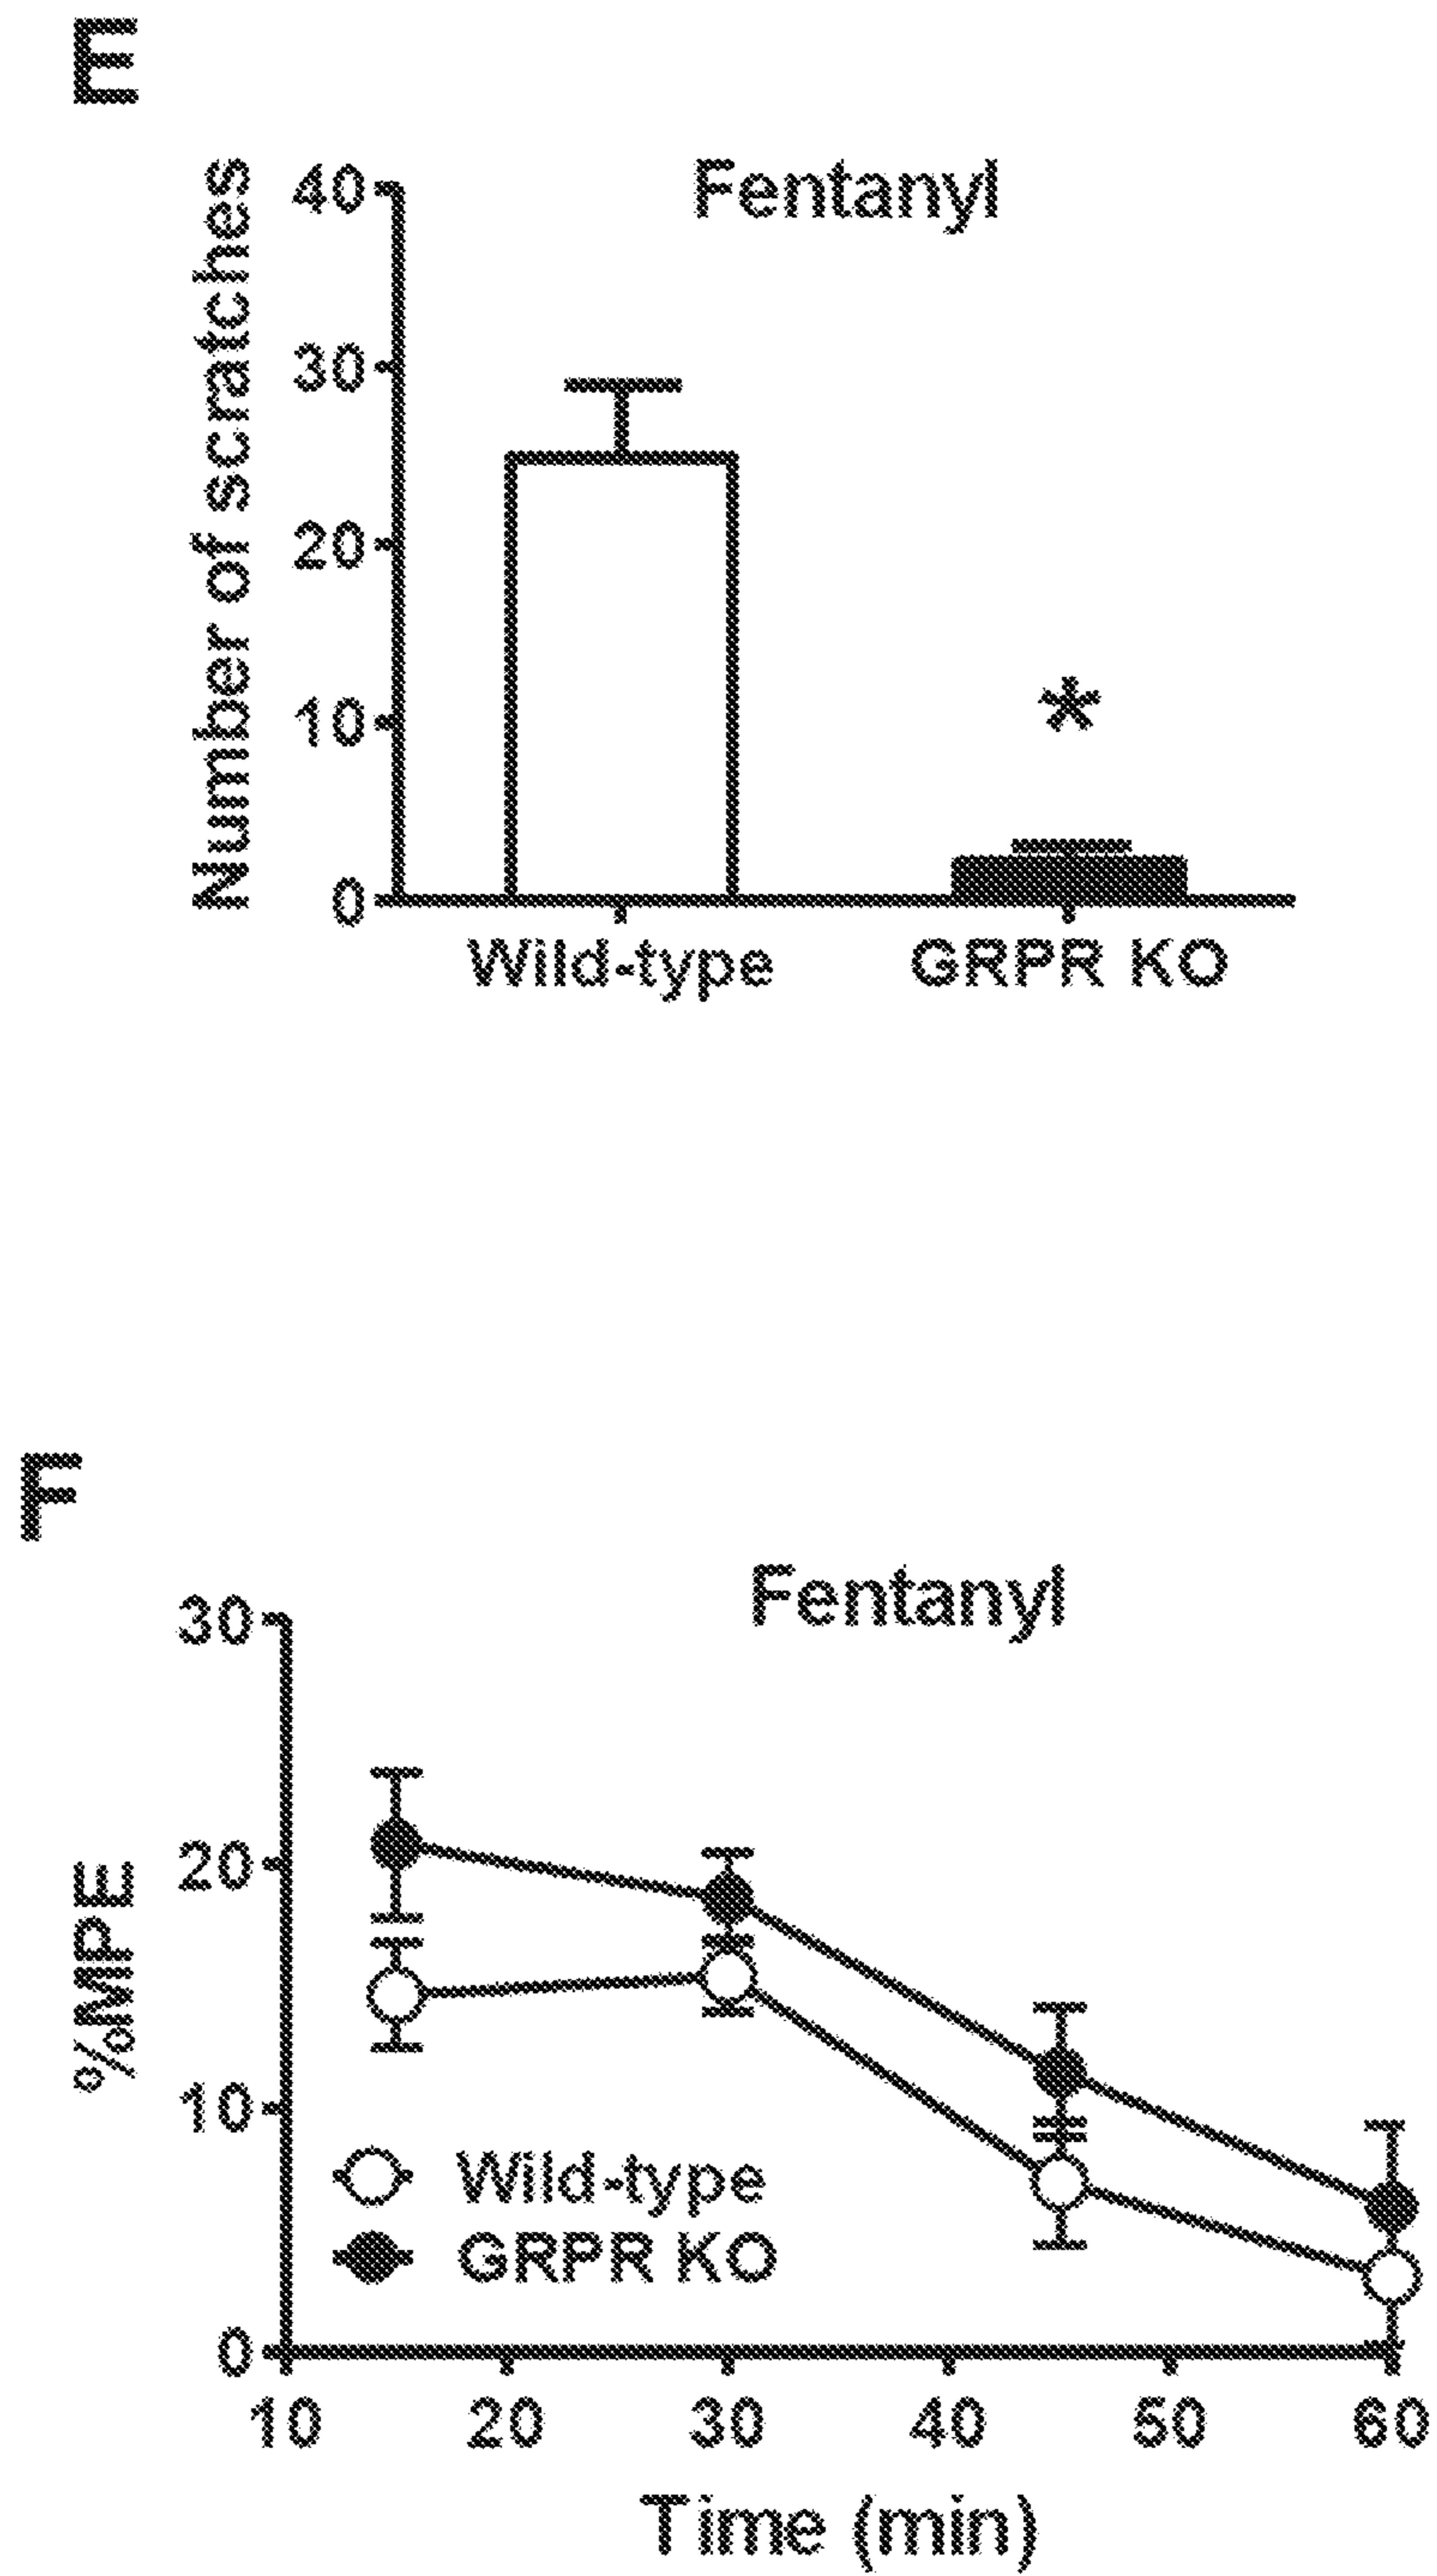 E
Fentanyl
Number of scratches
40
30
20
10
0
*
Wild-type GRPR KO
F
Fentanyl
%MPE
30
20
10
0
Wild-type
GRPR KO
10 20 30 40 50 60
Time (min)